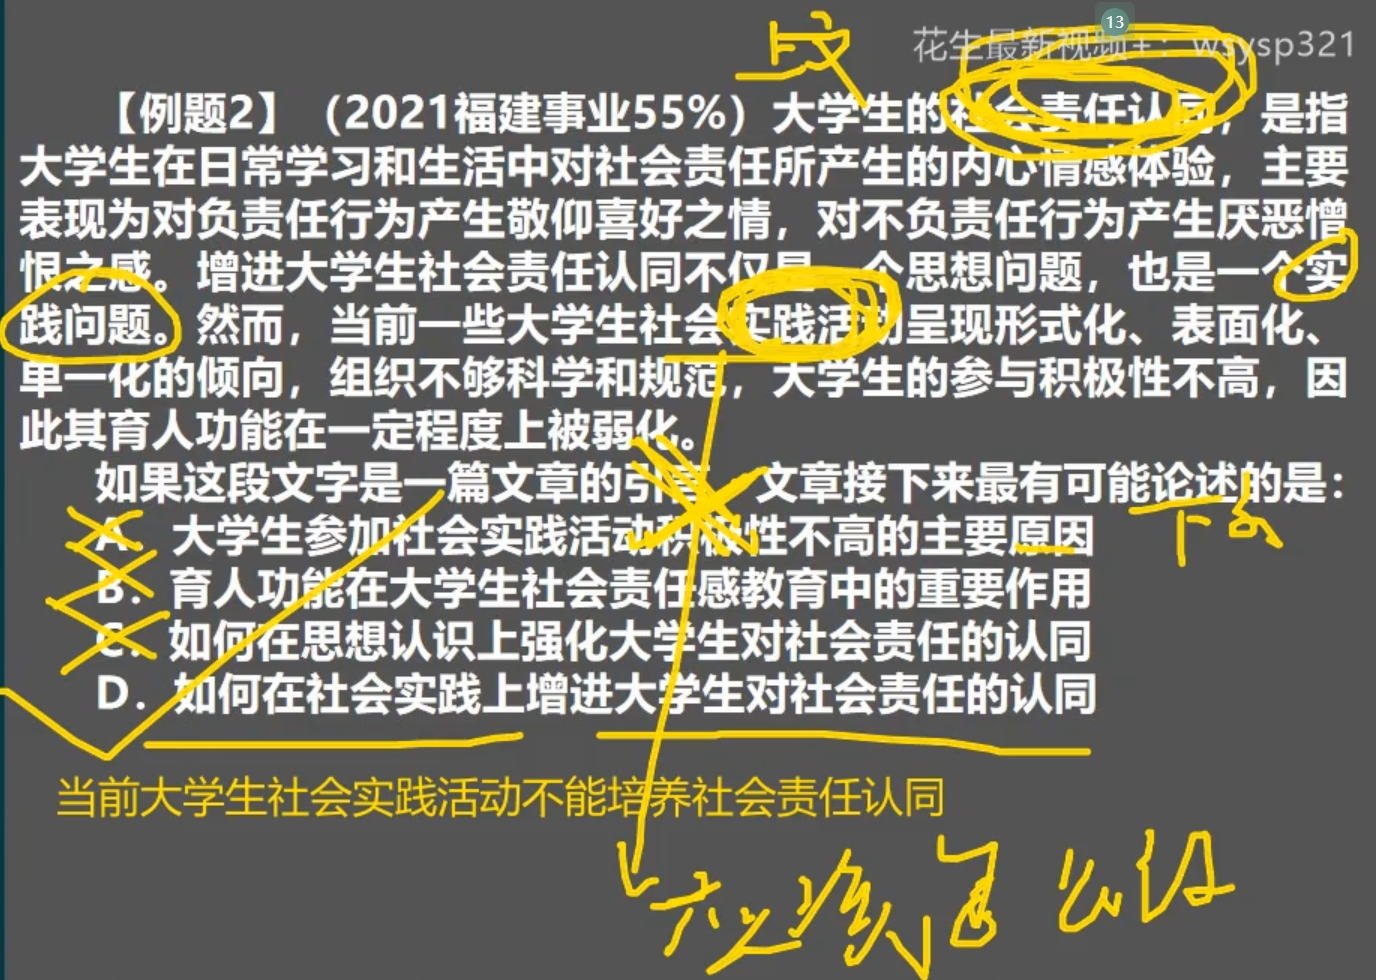 13
花生最新视频+：wsysp321
上文
【例题2】（2021福建事业55%）大学生的社会责任认同，是指
大学生在日常学习和生活中对社会责任所产生的内心情感体验，主要
表现为对负责任行为产生敬仰喜好之情，对不负责任行为产生厌恶憎
恨之感。增进大学生社会责任认同不仅是一个思想问题，也是一个实
践问题。然而，当前一些大学生社会实践活动呈现形式化、表面化、
单一化的倾向，组织不够科学和规范，大学生的参与积极性不高，因
此其育人功能在一定程度上被弱化。
如果这段文字是一篇文章的引言，文章接下来最有可能论述的是：
下文
A．大学生参加社会实践活动积极性不高的主要原因
B．育人功能在大学生社会责任感教育中的重要作用
C．如何在思想认识上强化大学生对社会责任的认同
D．如何在社会实践上增进大学生对社会责任的认同
当前大学生社会实践活动不能培养社会责任认同